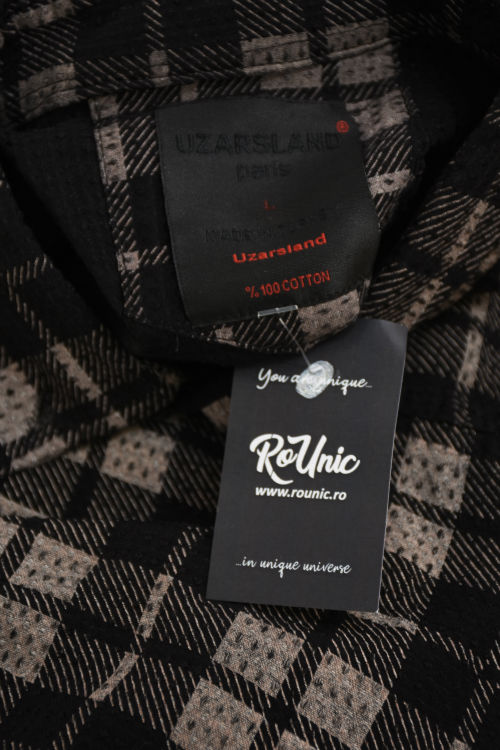 UZARSLAND®
paris
L
Uzarsland
% 100 COTTON
You are unique...
RoUnic
www.rounic.ro
...in unique universe